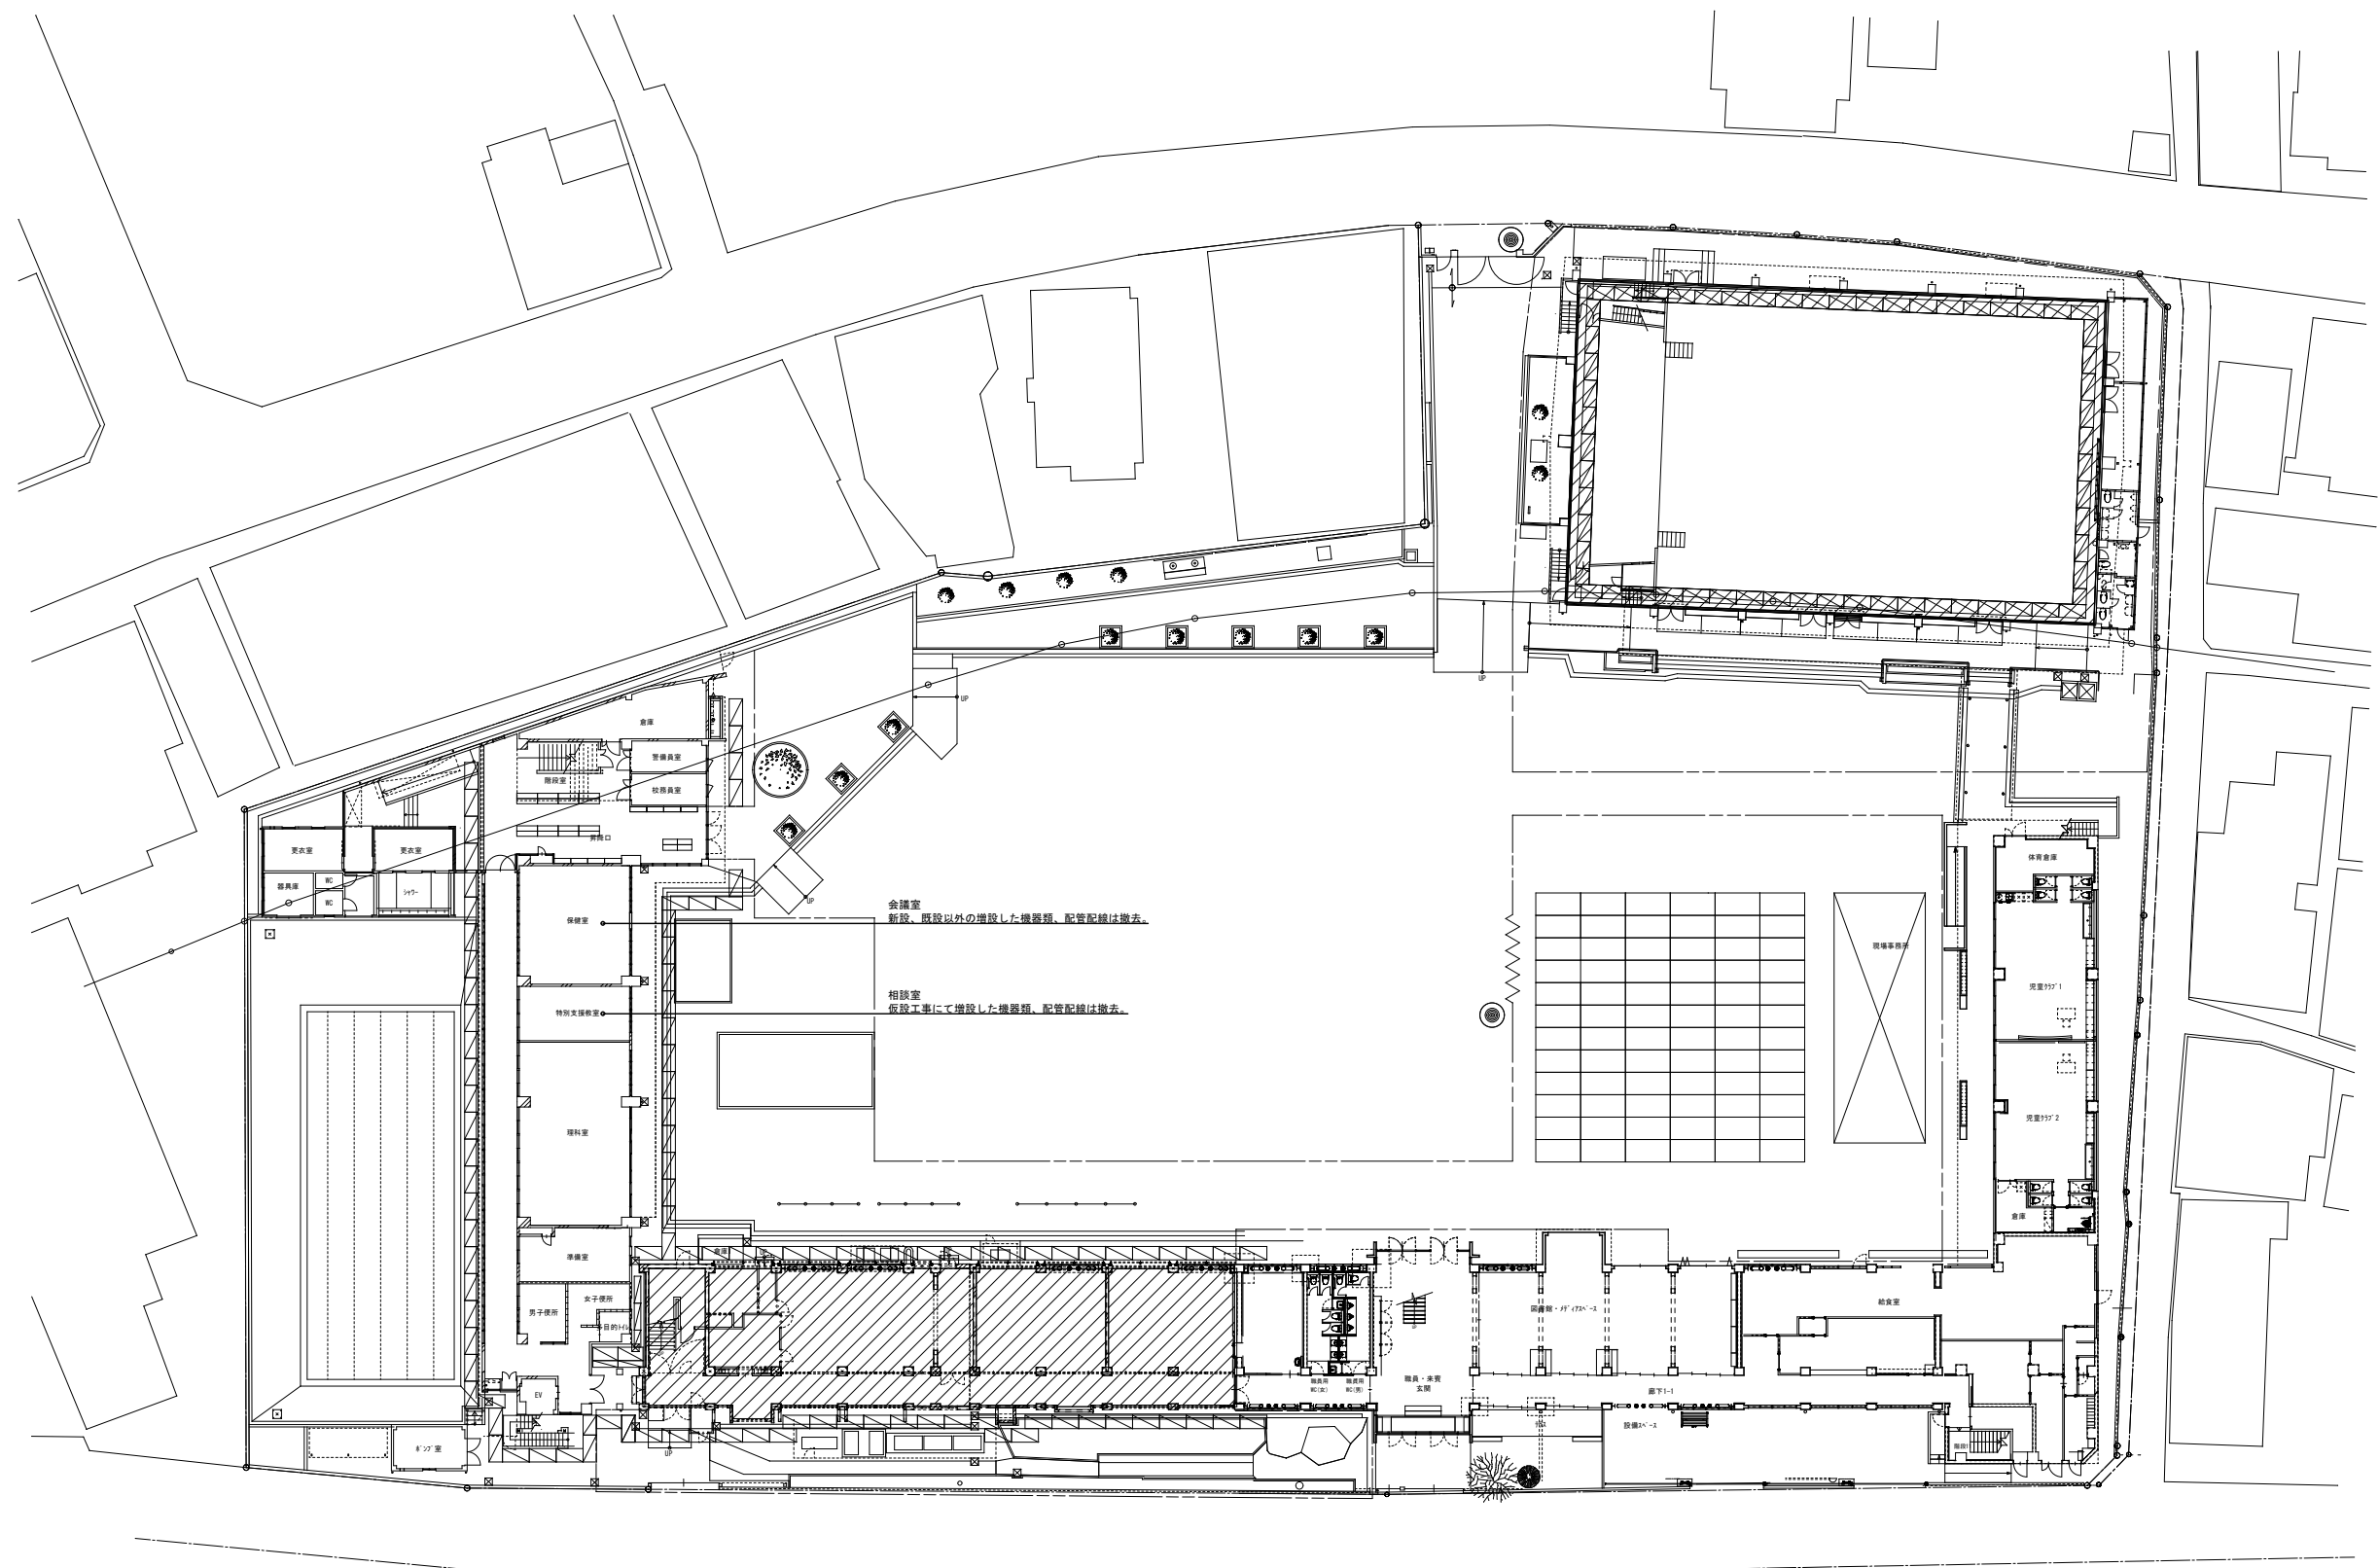 倉庫
警備員室
階段室
校務員室
UP
UP
昇降口
更衣室
更衣室
体育倉庫
WC
器具庫
シャワー
WC
UP
会議室
新設、既設以外の増設した機器類、配管配線は撤去。
保健室
現場事務所
児童ｸﾗﾌﾞ1
相談室
仮設工事にて増設した機器類、配管配線は撤去。
特別支援教室
児童ｸﾗﾌﾞ2
理科室
倉庫
倉庫
準備室
女子便所
男子便所
多目的ﾄｲﾚ
図書館・ﾒﾃﾞｨｱｽﾍﾟｰｽ
給食室
EV
職員用
WC(女)
職員用
WC(男)
職員・来賓
玄関
廊下1-1
設備ｽﾍﾟｰｽ
ﾎﾟﾝﾌﾟ室
UP
階段1